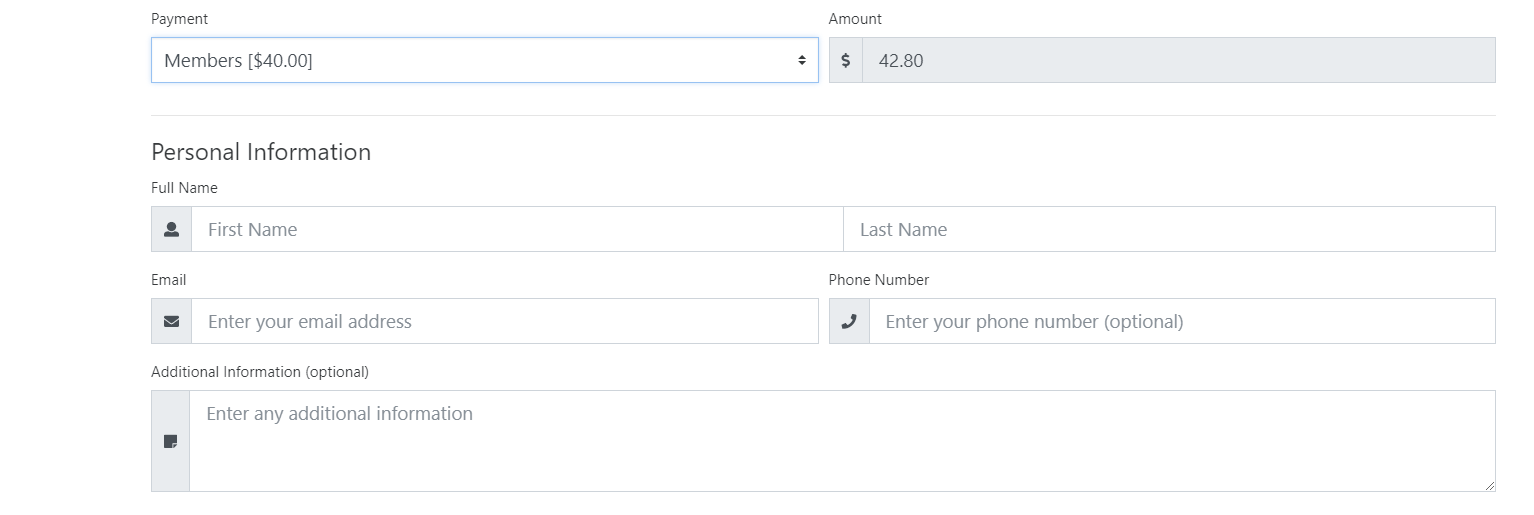 Payment
Amount
Members [$40.00]
$ 42.80
Personal Information
Full Name
First Name
Last Name
Email
Phone Number
Enter your email address
Enter your phone number (optional)
Additional Information (optional)
Enter any additional information